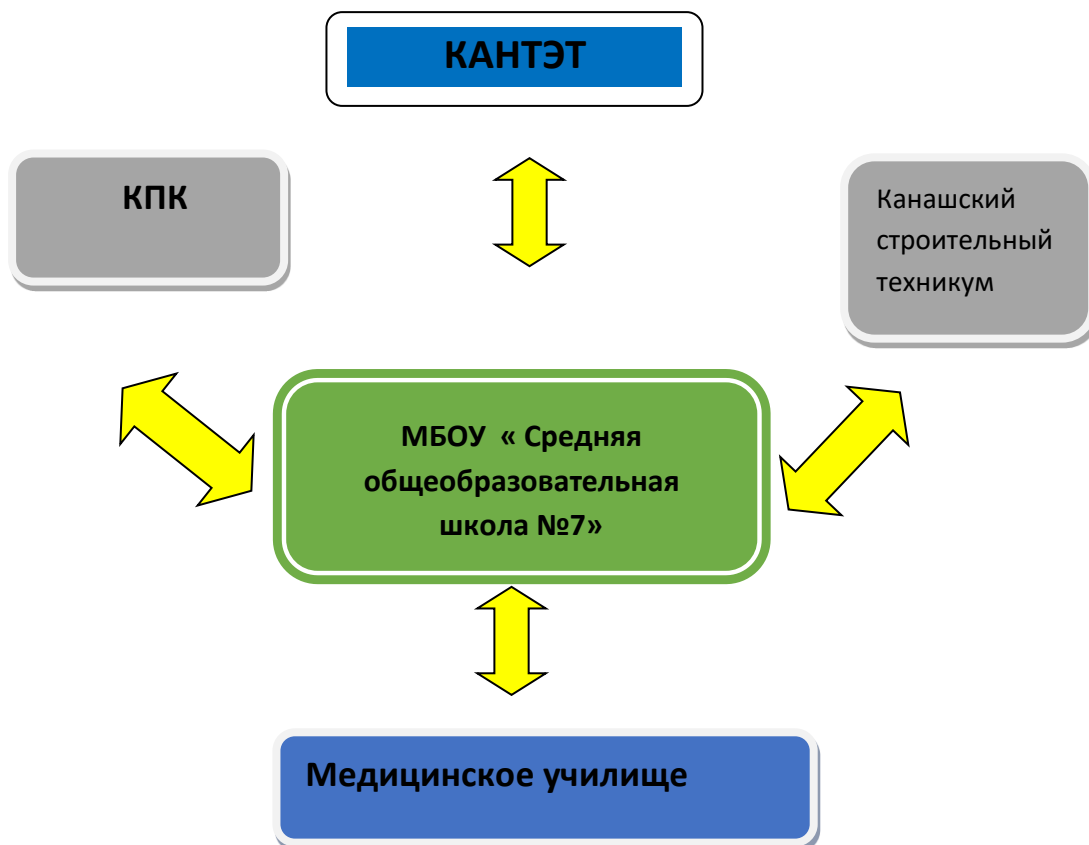 КАНТЭТ
КПК
Канашский
строительный
техникум
МБОУ « Средняя
общеобразовательная
школа №7»
Медицинское училище